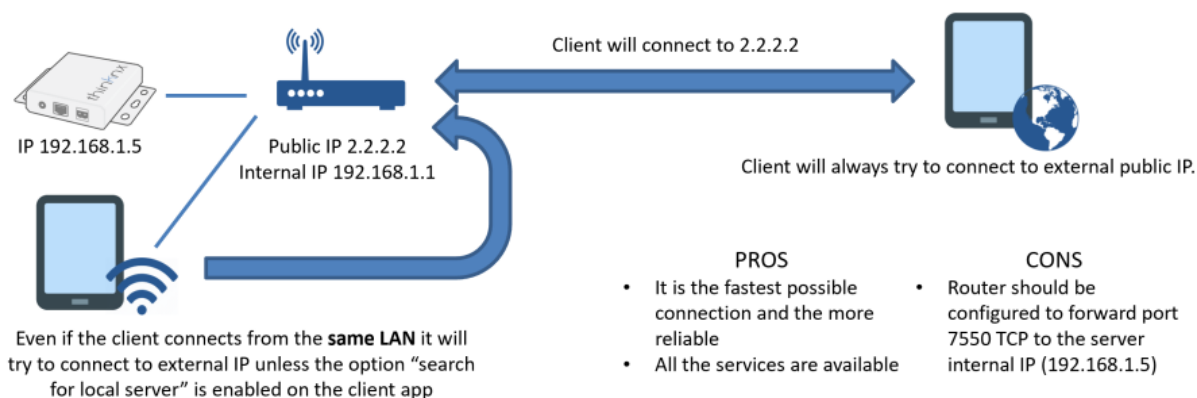 Client will connect to 2.2.2.2
thinknx
IP 192.168.1.5
Public IP 2.2.2.2
Internal IP 192.168.1.1
Client will always try to connect to external public IP.
Even if the client connects from the same LAN it will
try to connect to external IP unless the option “search
for local server” is enabled on the client app
PROS
• It is the fastest possible
connection and the more
reliable
• All the services are available
CONS
• Router should be
configured to forward port
7550 TCP to the server
internal IP (192.168.1.5)